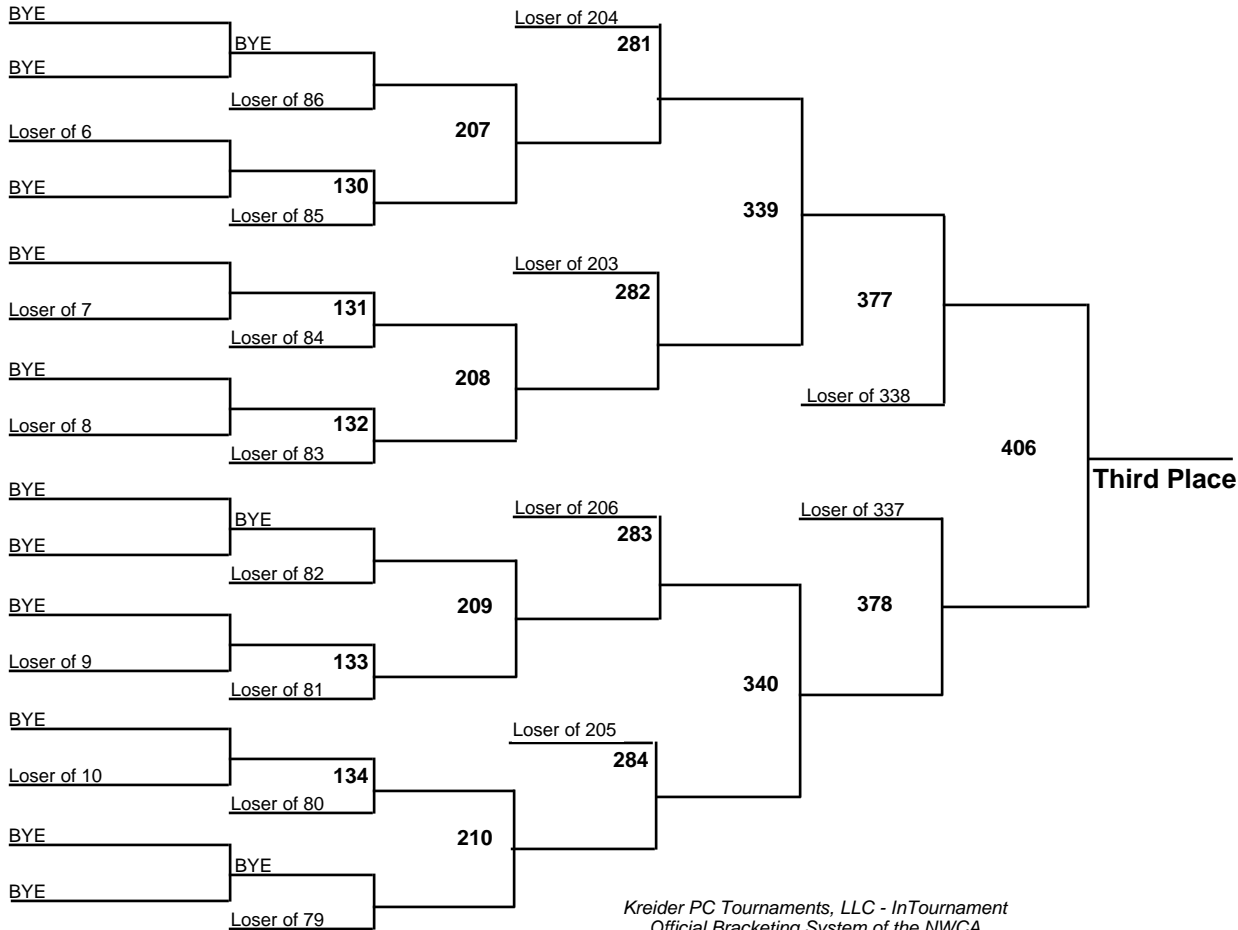 BYE
BYE
BYE
Loser of 86
Loser of 6
BYE
130
Loser of 85
207
BYE
Loser of 7
131
Loser of 84
BYE
Loser of 8
132
Loser of 83
208
BYE
BYE
BYE
Loser of 82
BYE
Loser of 9
133
Loser of 81
209
BYE
Loser of 10
134
Loser of 80
BYE
BYE
BYE
Loser of 79
210
Loser of 204
281
Loser of 203
282
339
Loser of 206
283
Loser of 205
284
340
377
Loser of 338
Loser of 337
378
406
Third Place
Kreider PC Tournaments, LLC - InTournament
Official Bracketing System of the NWCA